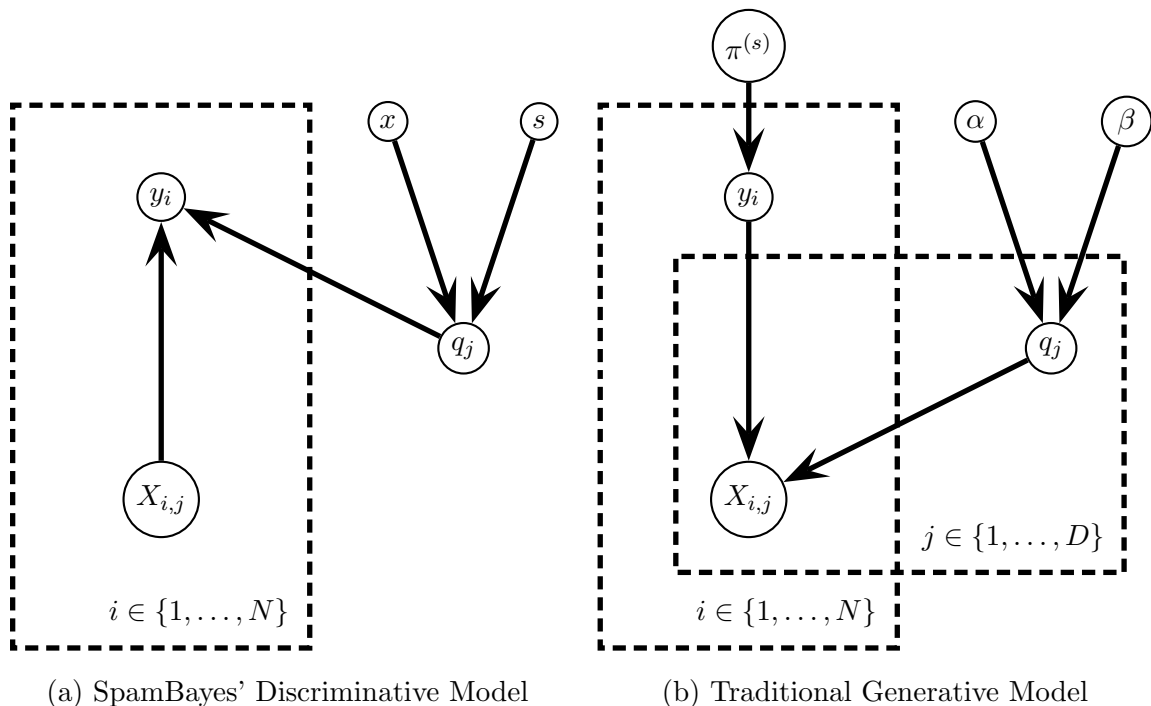 π^{(s)}
x
s
α
β
y_i
y_i
q_j
q_j
X_{i,j}
X_{i,j}
j ∈ {1, . . . , D}
i ∈ {1, . . . , N}
i ∈ {1, . . . , N}
(a) SpamBayes' Discriminative Model
(b) Traditional Generative Model